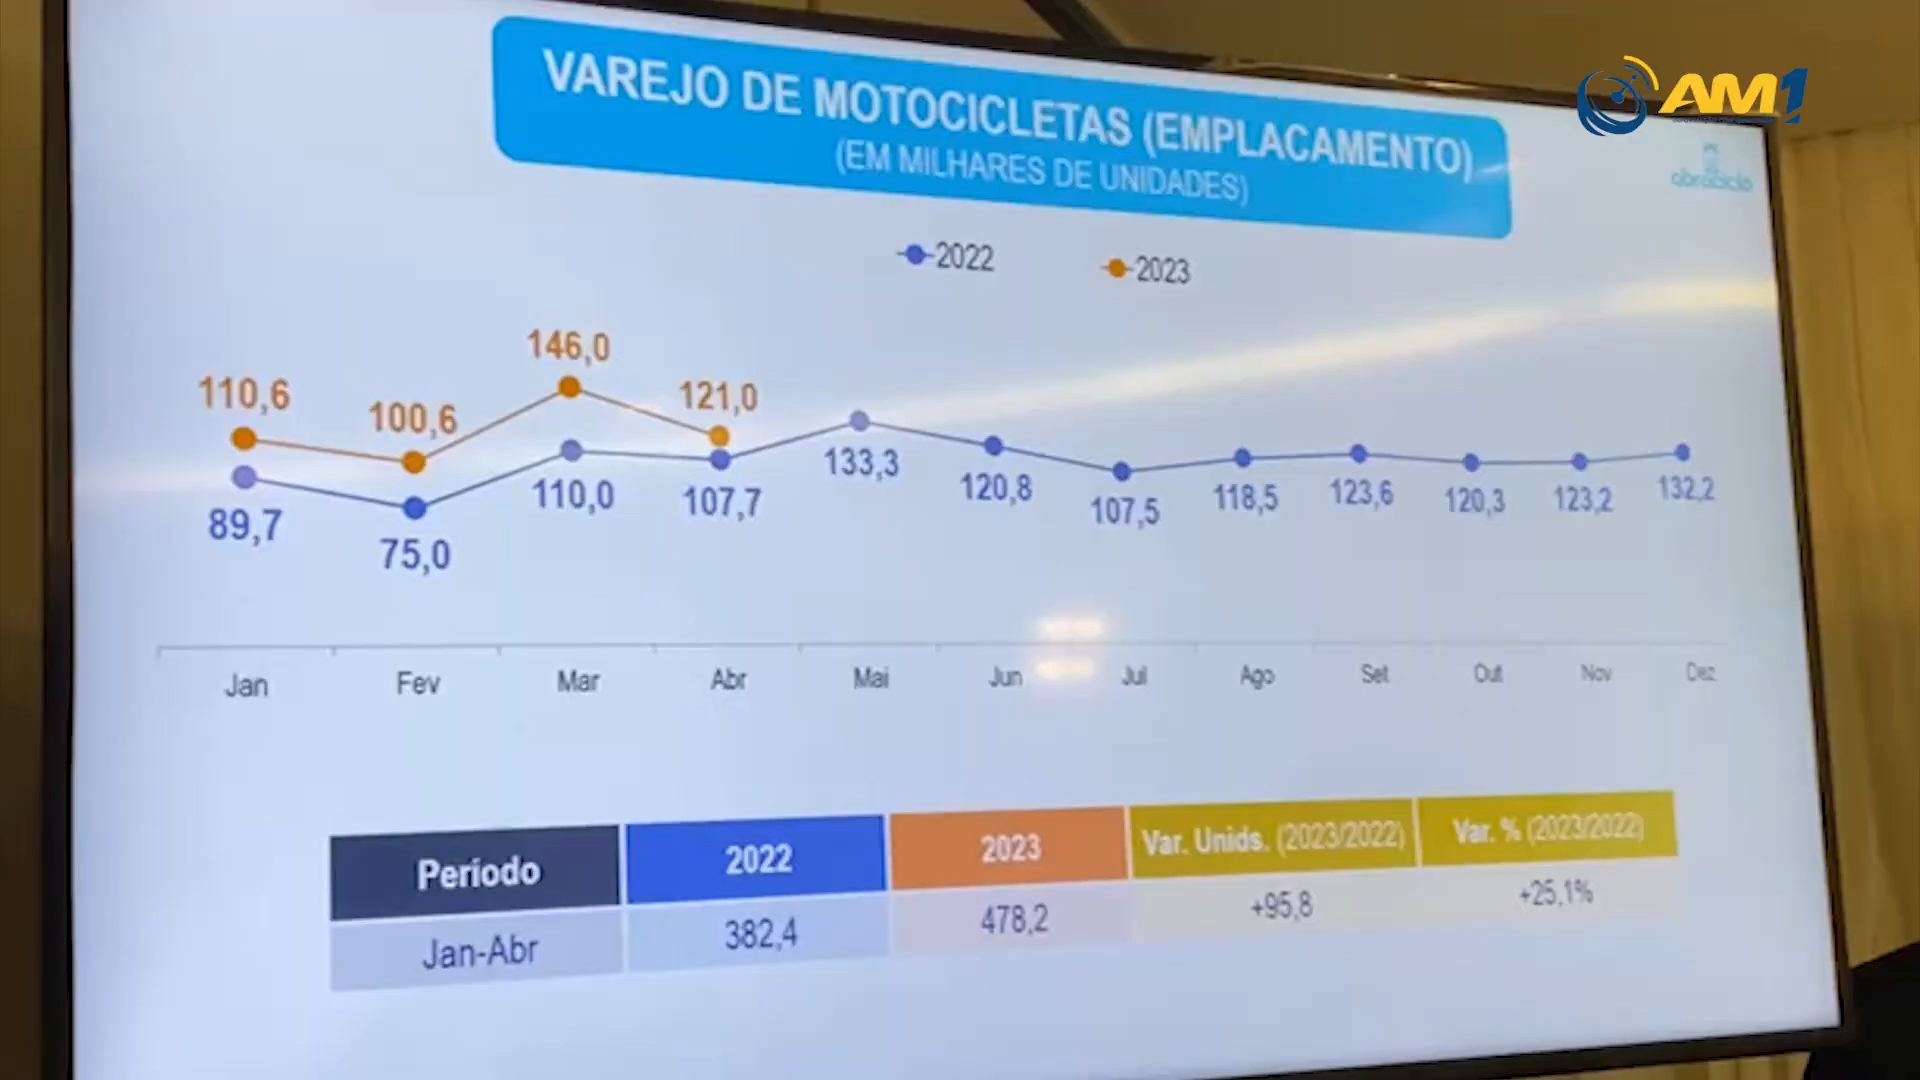 AM1
VAREJO DE MOTOCICLETAS (EMPLACAMENTO)
(EM MILHARES DE UNIDADES)
abraciclo
2022 2023
110,6 100,6 146,0 121,0
89,7 75,0 110,0 107,7 133,3 120,8 107,5 118,5 123,6 120,3 123,2 132,2
Jan Fev Mar Abr Mai Jun Jul Ago Set Out Nov Dez
Período 2022 2023 Var. Unids. (2023/2022) Var. % (2023/2022)
Jan-Abr 382,4 478,2 +95,8 +25,1%